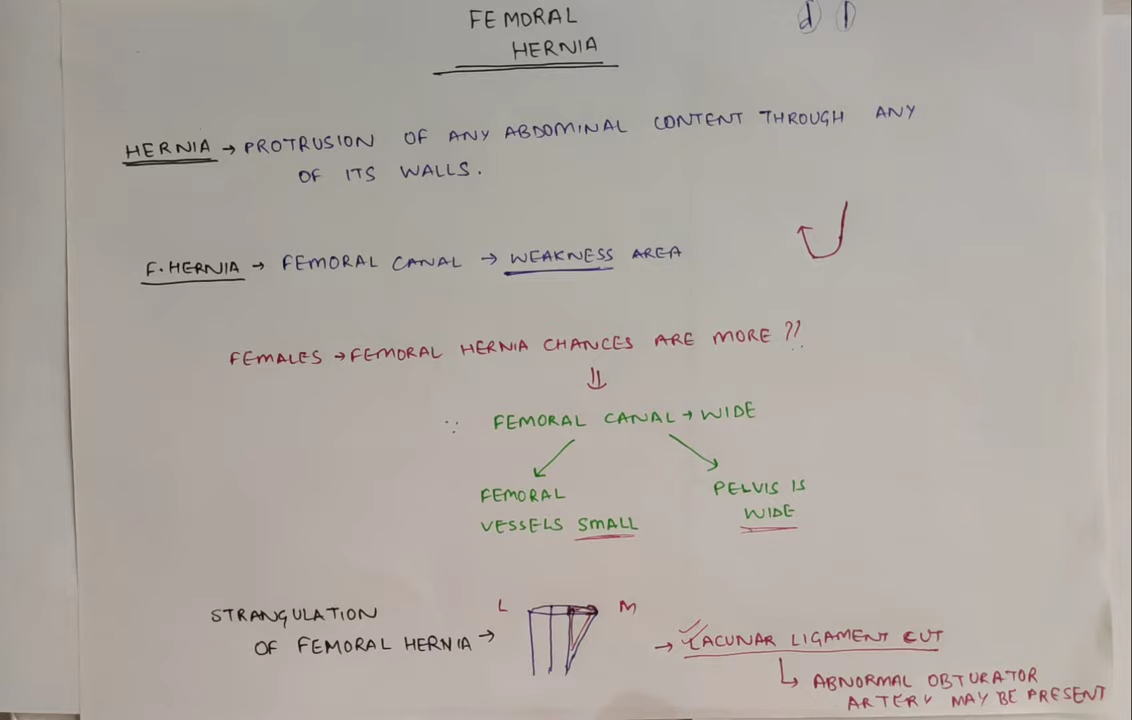 FEMORAL
HERNIA
d
HERNIA → PROTRUSION OF ANY ABDOMINAL CONTENT THROUGH ANY
OF ITS WALLS.
F. HERNIA → FEMORAL CANAL → WEAKNESS AREA
FEMALES → FEMORAL HERNIA CHANCES ARE MORE ??
∵ FEMORAL CANAL → WIDE
FEMORAL
VESSELS SMALL
PELVIS IS
WIDE
STRANGULATION
OF FEMORAL HERNIA →
L M
→ LACUNAR LIGAMENT CUT
ABNORMAL OBTURATOR
ARTERY MAY BE PRESENT